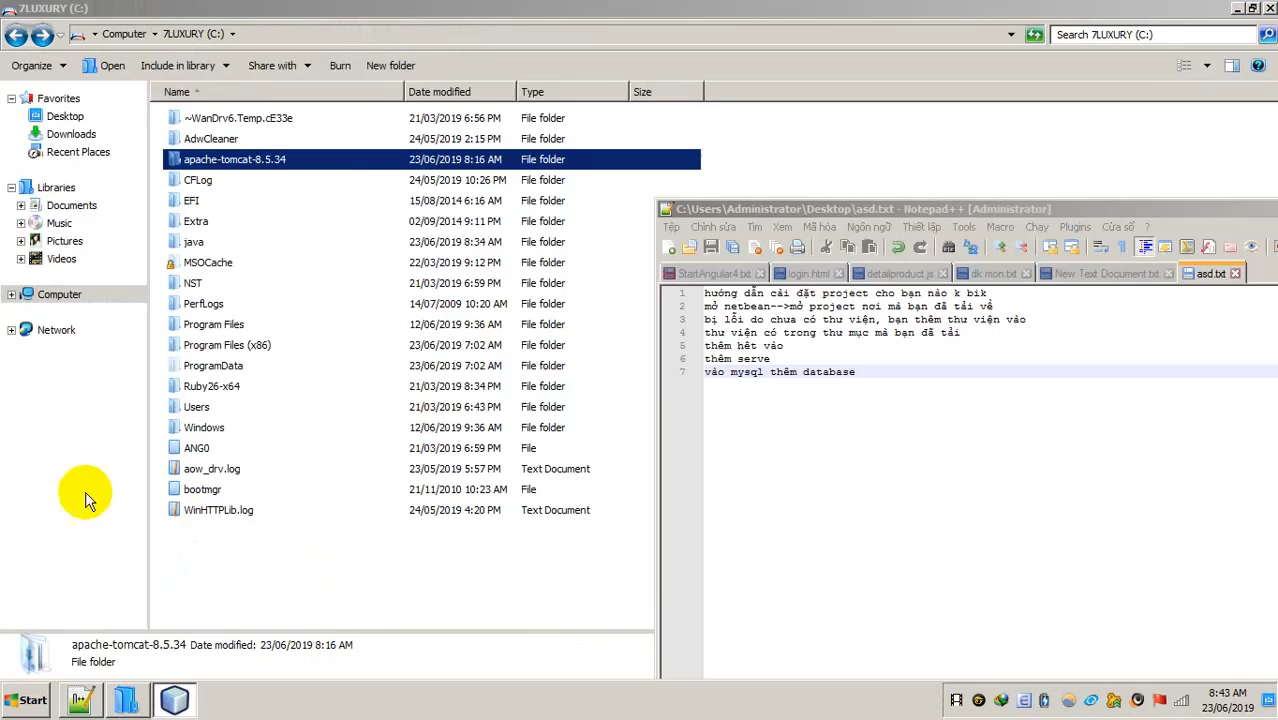 7LUXURY (C:)
Computer 7LUXURY (C:)
Search 7LUXURY (C:)
Organize Open Include in library Share with Burn New folder
Name Date modified Type Size
Favorites
Desktop
Downloads
Recent Places
Libraries
Documents
Music
Pictures
Videos
Computer
Network
~WanDrv6.Temp.cE33e 21/03/2019 6:56 PM File folder
AdwCleaner 24/05/2019 2:15 PM File folder
apache-tomcat-8.5.34 23/06/2019 8:16 AM File folder
CFLog 24/05/2019 10:26 PM File folder
EFI 15/08/2014 6:16 AM File folder
Extra 02/09/2014 9:11 PM File folder
java 23/06/2019 8:34 AM File folder
MSOCache 22/03/2019 9:12 PM File folder
NST 21/03/2019 6:57 PM File folder
PerfLogs 14/07/2009 10:20 AM File folder
Program Files 12/06/2019 9:36 AM File folder
Program Files (x86) 23/06/2019 7:02 AM File folder
ProgramData 23/06/2019 7:02 AM File folder
Ruby26-x64 21/03/2019 8:34 PM File folder
Users 21/03/2019 6:43 PM File folder
Windows 12/06/2019 9:36 AM File folder
ANG0 21/03/2019 6:59 PM File
aow_drv.log 23/05/2019 5:57 PM Text Document
bootmgr 21/11/2010 10:23 AM File
WinHTTPLib.log 24/05/2019 4:20 PM Text Document
C:\Users\Administrator\Desktop\asd.txt - Notepad++ [Administrator]
Tệp Chỉnh sửa Tìm Xem Mã hóa Ngôn ngữ Thiết lập Tools Macro Chạy Plugins Cửa sổ ?
StartAngular4.txt login.html detailproduct.js dk mon.txt New Text Document.txt asd.txt
1 hướng dẫn cài đặt project cho bạn nào k bik
2 mở netbean-->mở project nơi mà bạn đã tải về
3 bị lỗi do chưa có thư viện, bạn thêm thư viện vào
4 thư viện có trong thư mục mà bạn đã tải
5 thêm hêt vào
6 thêm serve
7 vào mysql thêm database
apache-tomcat-8.5.34 Date modified: 23/06/2019 8:16 AM
File folder
Start
8:43 AM
23/06/2019